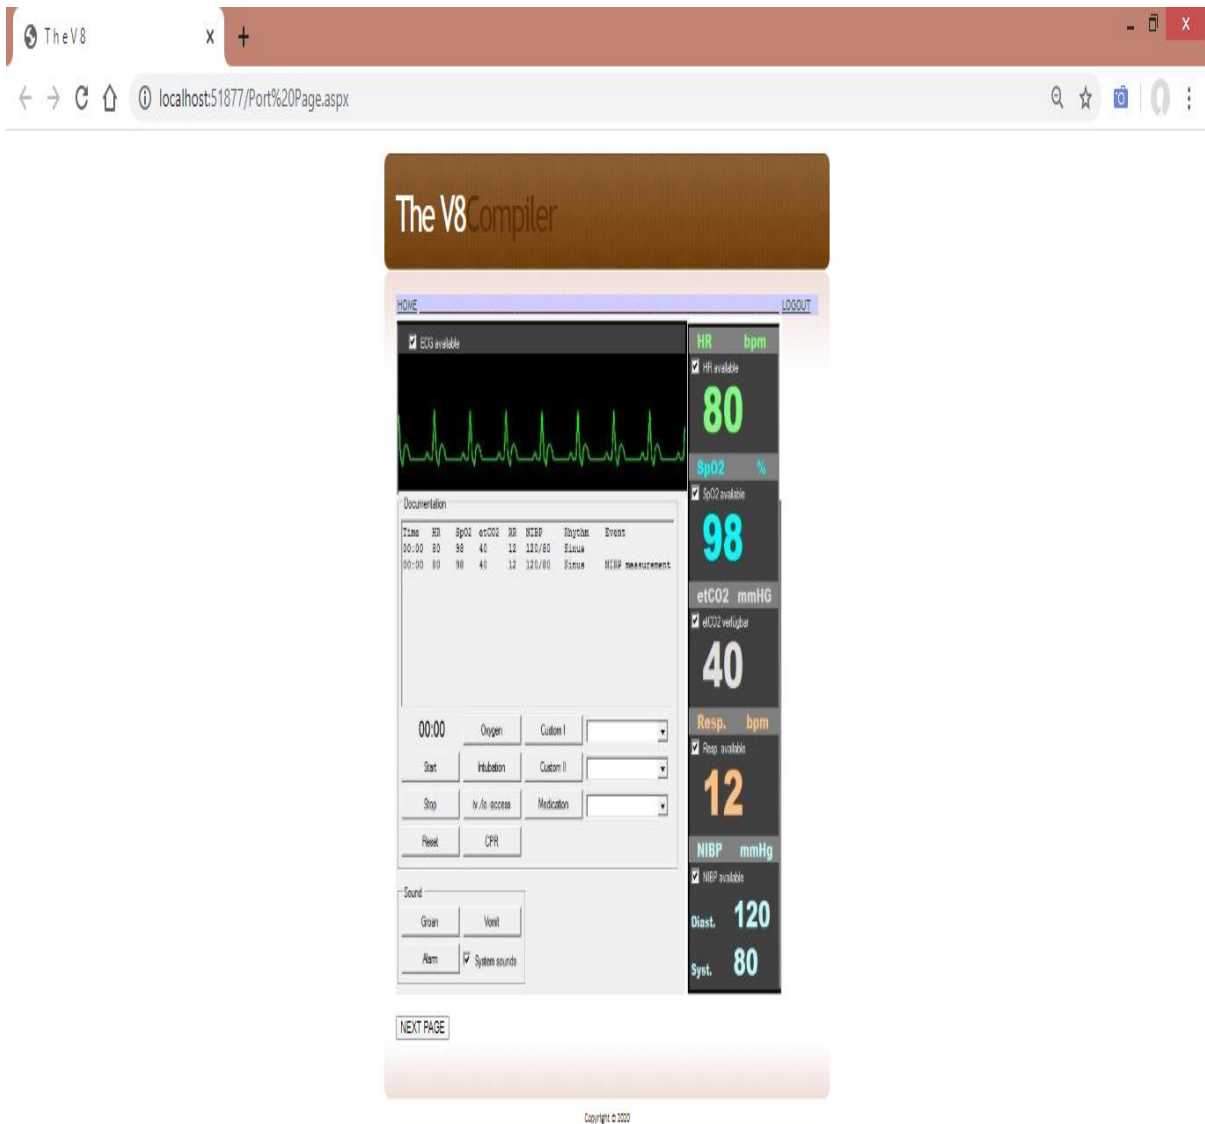 TheV8
localhost:51877/Port%20Page.aspx
The V8Compiler
HOME LOGOUT
ECG available
Documentation
Time HR SpO2 etCO2 RR NIBP Rhythm Event
00:00 80 98 40 12 120/80 Sinus
00:00 80 98 40 12 120/80 Sinus NIBP measurement
00:00 Oxygen Custom I
Start Intubation Custom II
Stop iv./io.-access Medication
Reset CPR
Sound
Groan Vomit
Alarm System sounds
HR bpm
HR available
80
SpO2 %
SpO2 available
98
etCO2 mmHG
etCO2 verfügbar
40
Resp. bpm
Resp. available
12
NIBP mmHg
NIBP available
Diast. 120
Syst. 80
NEXT PAGE
Copyright © 2020